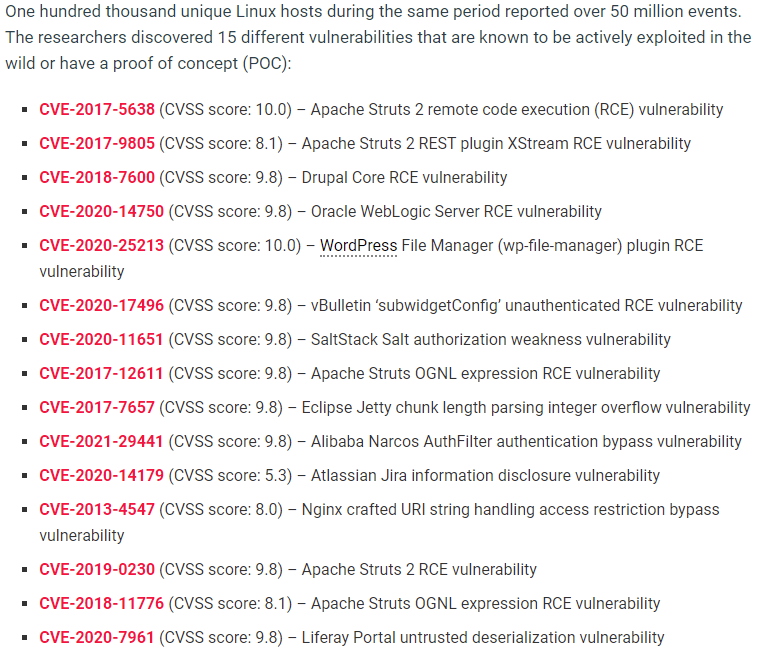 One hundred thousand unique Linux hosts during the same period reported over 50 million events.
The researchers discovered 15 different vulnerabilities that are known to be actively exploited in the
wild or have a proof of concept (POC):
▪ CVE-2017-5638 (CVSS score: 10.0) – Apache Struts 2 remote code execution (RCE) vulnerability
▪ CVE-2017-9805 (CVSS score: 8.1) – Apache Struts 2 REST plugin XStream RCE vulnerability
▪ CVE-2018-7600 (CVSS score: 9.8) – Drupal Core RCE vulnerability
▪ CVE-2020-14750 (CVSS score: 9.8) – Oracle WebLogic Server RCE vulnerability
▪ CVE-2020-25213 (CVSS score: 10.0) – WordPress File Manager (wp-file-manager) plugin RCE
vulnerability
▪ CVE-2020-17496 (CVSS score: 9.8) – vBulletin ‘subwidgetConfig’ unauthenticated RCE vulnerability
▪ CVE-2020-11651 (CVSS score: 9.8) – SaltStack Salt authorization weakness vulnerability
▪ CVE-2017-12611 (CVSS score: 9.8) – Apache Struts OGNL expression RCE vulnerability
▪ CVE-2017-7657 (CVSS score: 9.8) – Eclipse Jetty chunk length parsing integer overflow vulnerability
▪ CVE-2021-29441 (CVSS score: 9.8) – Alibaba Narcos AuthFilter authentication bypass vulnerability
▪ CVE-2020-14179 (CVSS score: 5.3) – Atlassian Jira information disclosure vulnerability
▪ CVE-2013-4547 (CVSS score: 8.0) – Nginx crafted URI string handling access restriction bypass
vulnerability
▪ CVE-2019-0230 (CVSS score: 9.8) – Apache Struts 2 RCE vulnerability
▪ CVE-2018-11776 (CVSS score: 8.1) – Apache Struts OGNL expression RCE vulnerability
▪ CVE-2020-7961 (CVSS score: 9.8) – Liferay Portal untrusted deserialization vulnerability